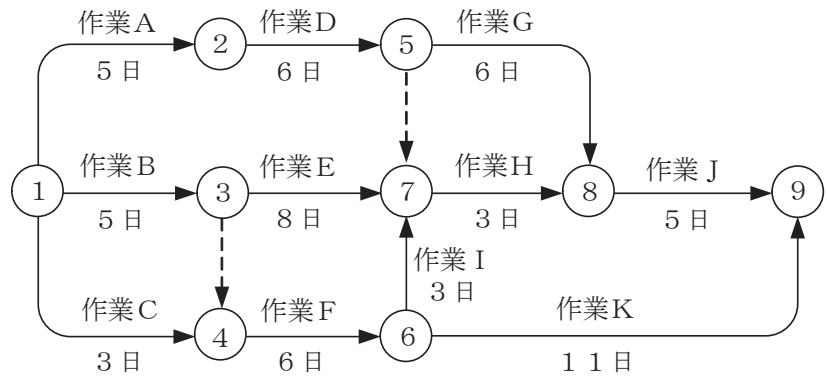 作業A 作業D 作業G
2 5
5日 6日 6日
作業B 作業E 作業H 作業J
1 3 7 8 9
5日 8日 3日 5日
作業I
3日
作業C 作業F 作業K
4 6
3日 6日 11日